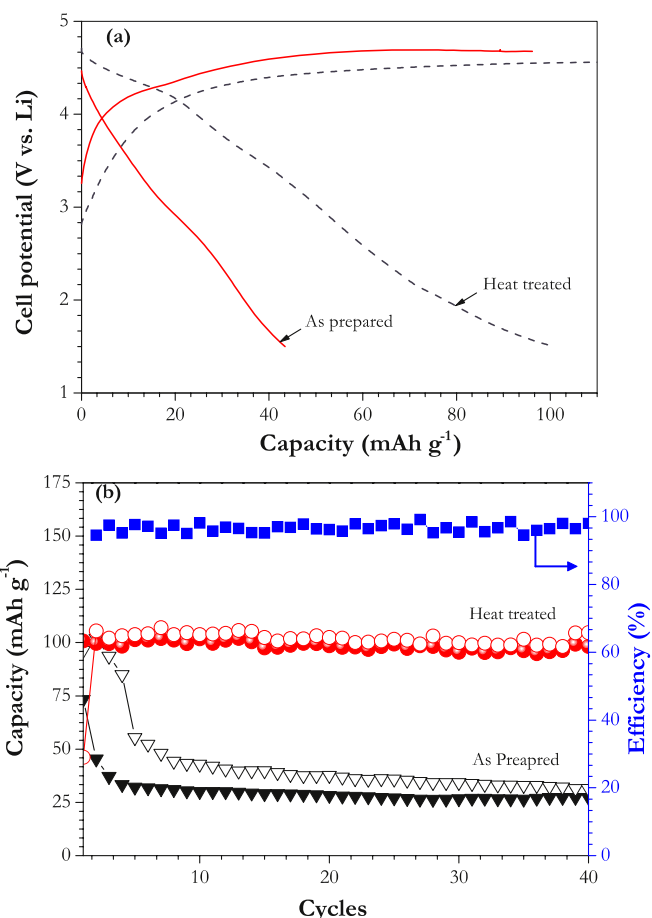 (a)
5
4
3
2
1
Cell potential (V vs. Li)
Heat treated
As prepared
0 20 40 60 80 100
Capacity (mAh g⁻¹)
(b)
175
150
125
100
75
50
25
0
Capacity (mAh g⁻¹)
Heat treated
As Preapred
100
80
60
40
20
0
Efficiency (%)
10 20 30 40
Cycles